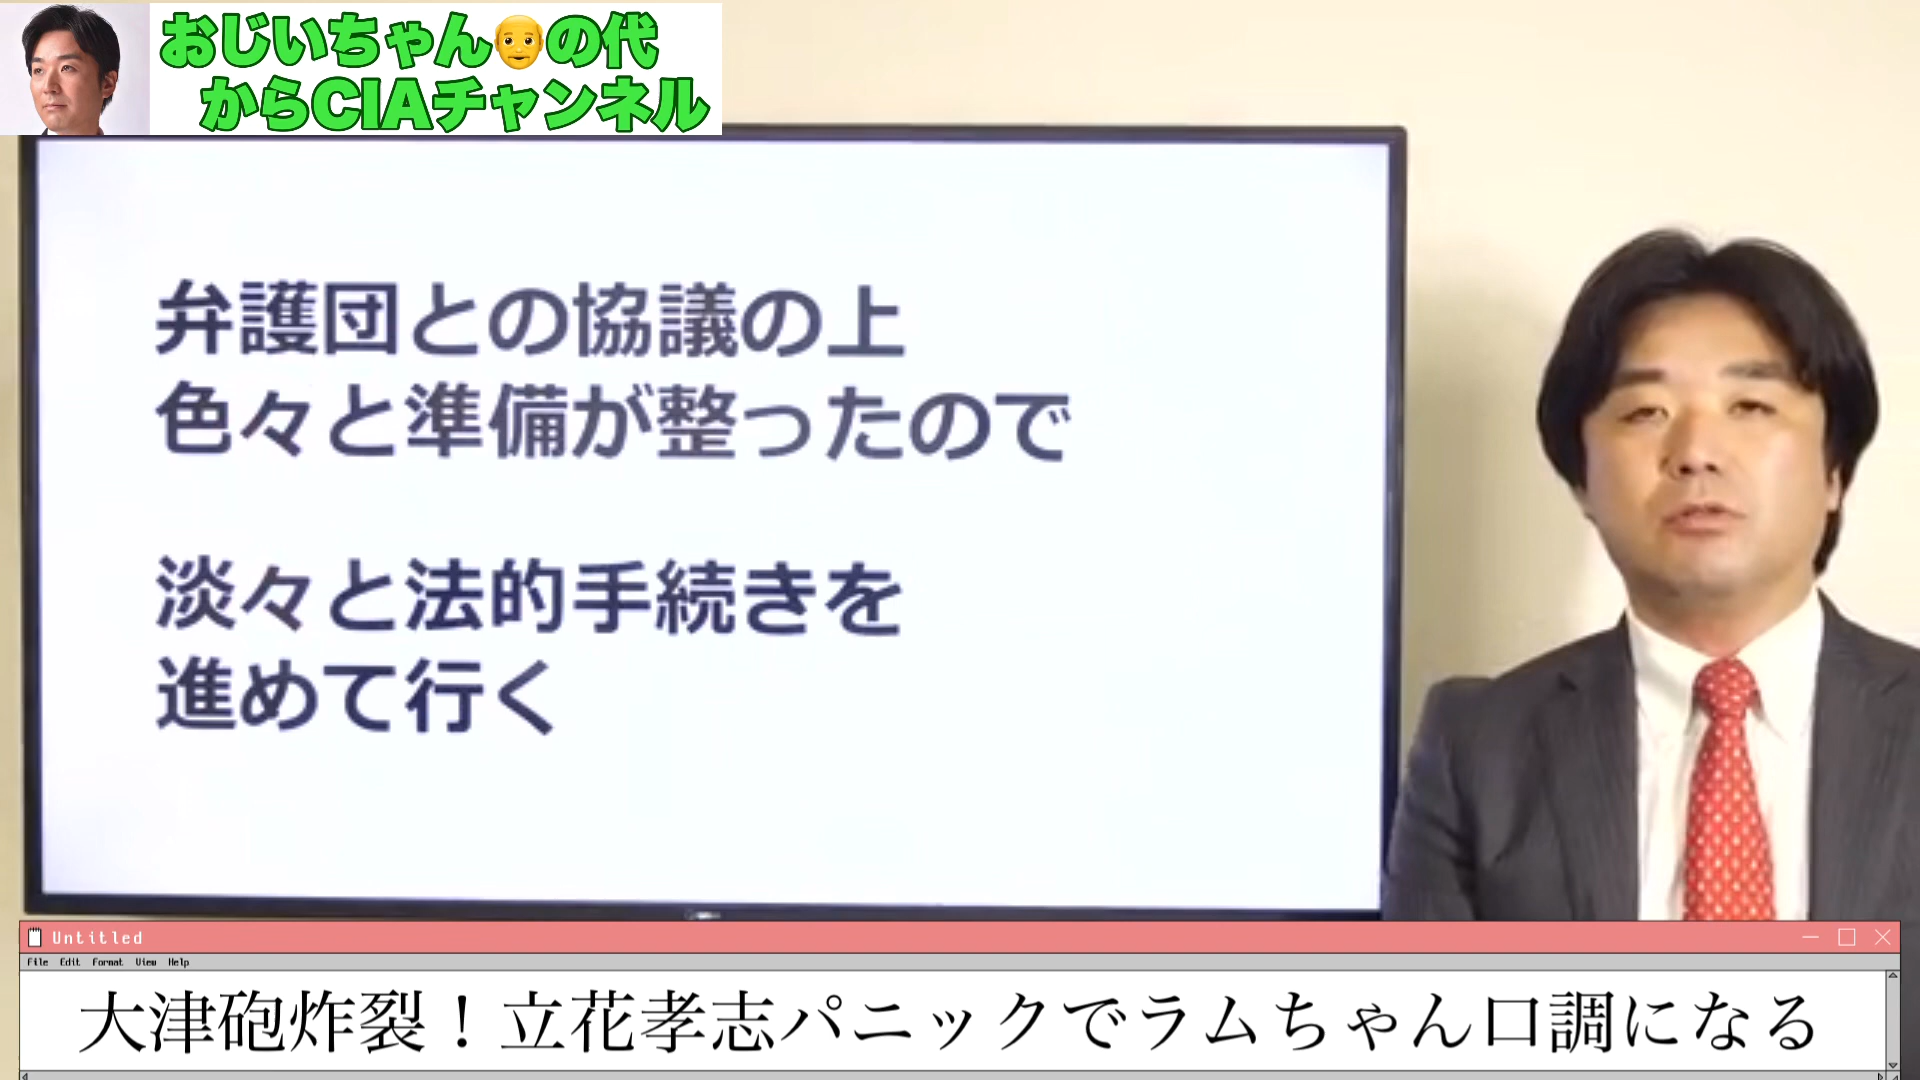 おじいちゃん👴の代
からCIAチャンネル
弁護団との協議の上
色々と準備が整ったので
淡々と法的手続きを
進めて行く
Untitled
File Edit Format View Help
大津砲炸裂！立花孝志パニックでラムちゃん口調になる